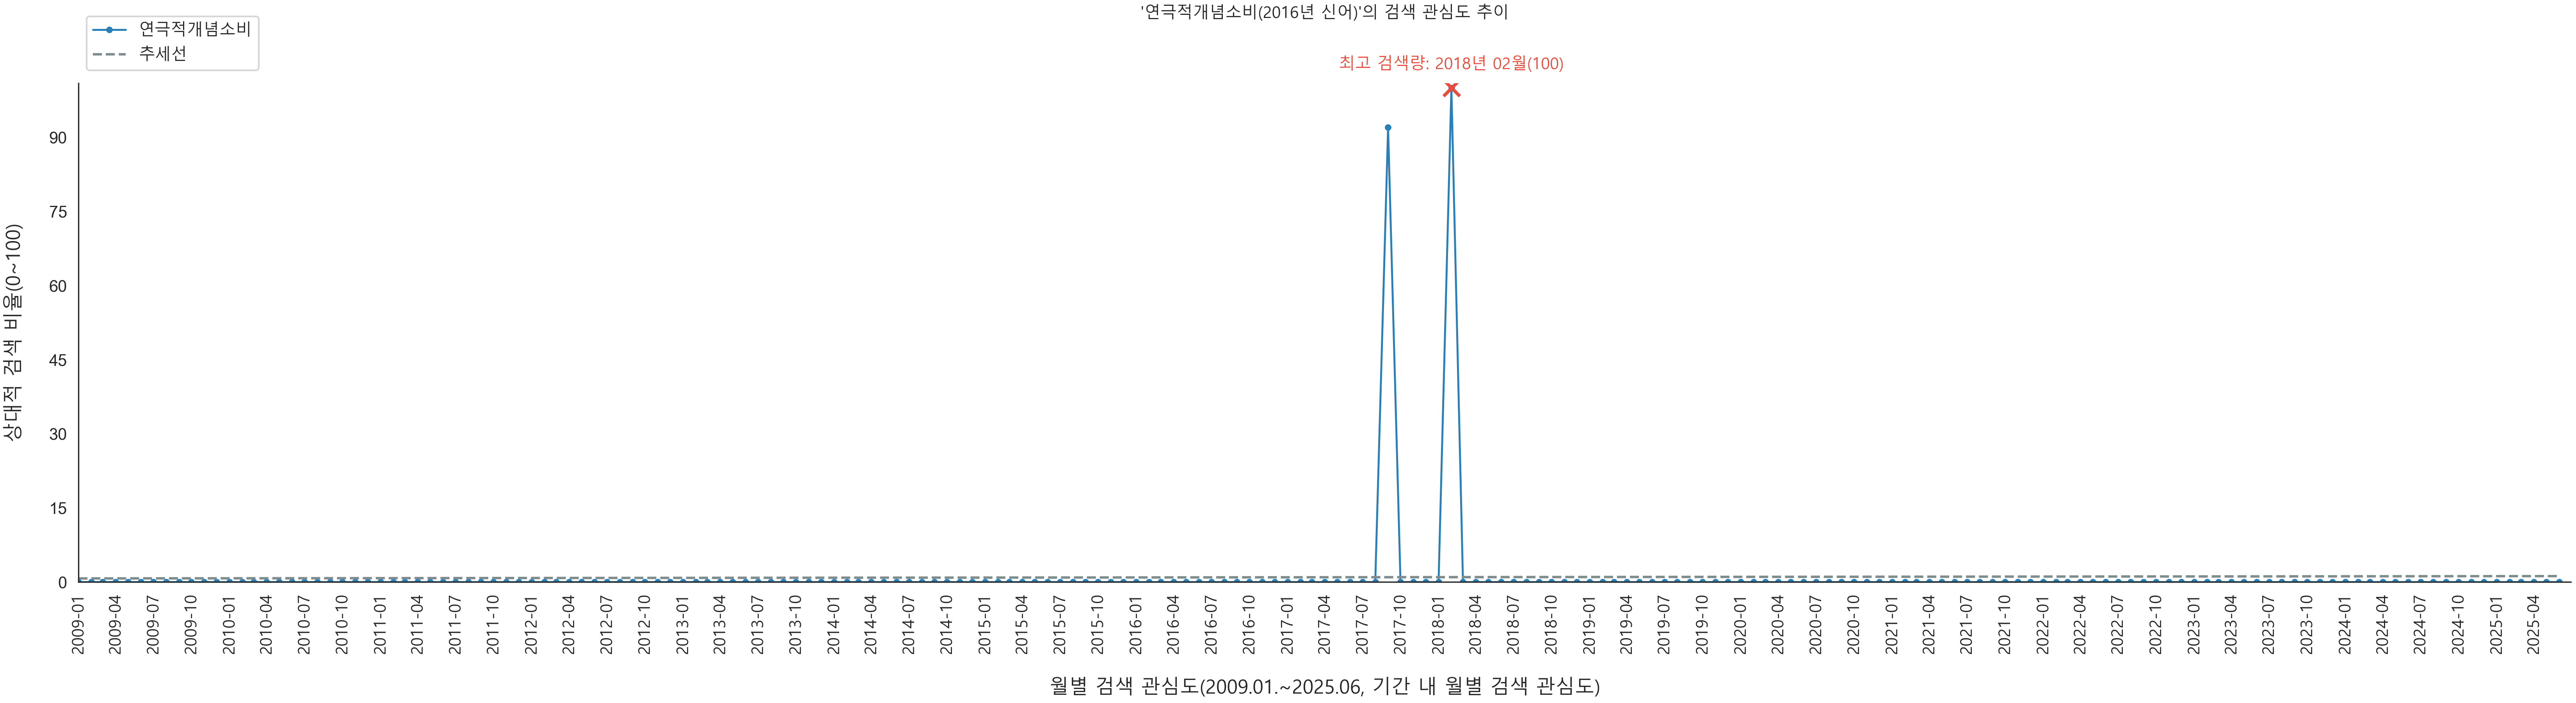 '연극적개념소비(2016년 신어)'의 검색 관심도 추이
연극적개념소비
추세선
최고 검색량: 2018년 02월(100)
상대적 검색 비율(0~100)
90
75
60
45
30
15
0
2009-01 2009-04 2009-07 2009-10 2010-01 2010-04 2010-07 2010-10 2011-01 2011-04 2011-07 2011-10 2012-01 2012-04 2012-07 2012-10 2013-01 2013-04 2013-07 2013-10 2014-01 2014-04 2014-07 2014-10 2015-01 2015-04 2015-07 2015-10 2016-01 2016-04 2016-07 2016-10 2017-01 2017-04 2017-07 2017-10 2018-01 2018-04 2018-07 2018-10 2019-01 2019-04 2019-07 2019-10 2020-01 2020-04 2020-07 2020-10 2021-01 2021-04 2021-07 2021-10 2022-01 2022-04 2022-07 2022-10 2023-01 2023-04 2023-07 2023-10 2024-01 2024-04 2024-07 2024-10 2025-01 2025-04
월별 검색 관심도(2009.01.~2025.06, 기간 내 월별 검색 관심도)